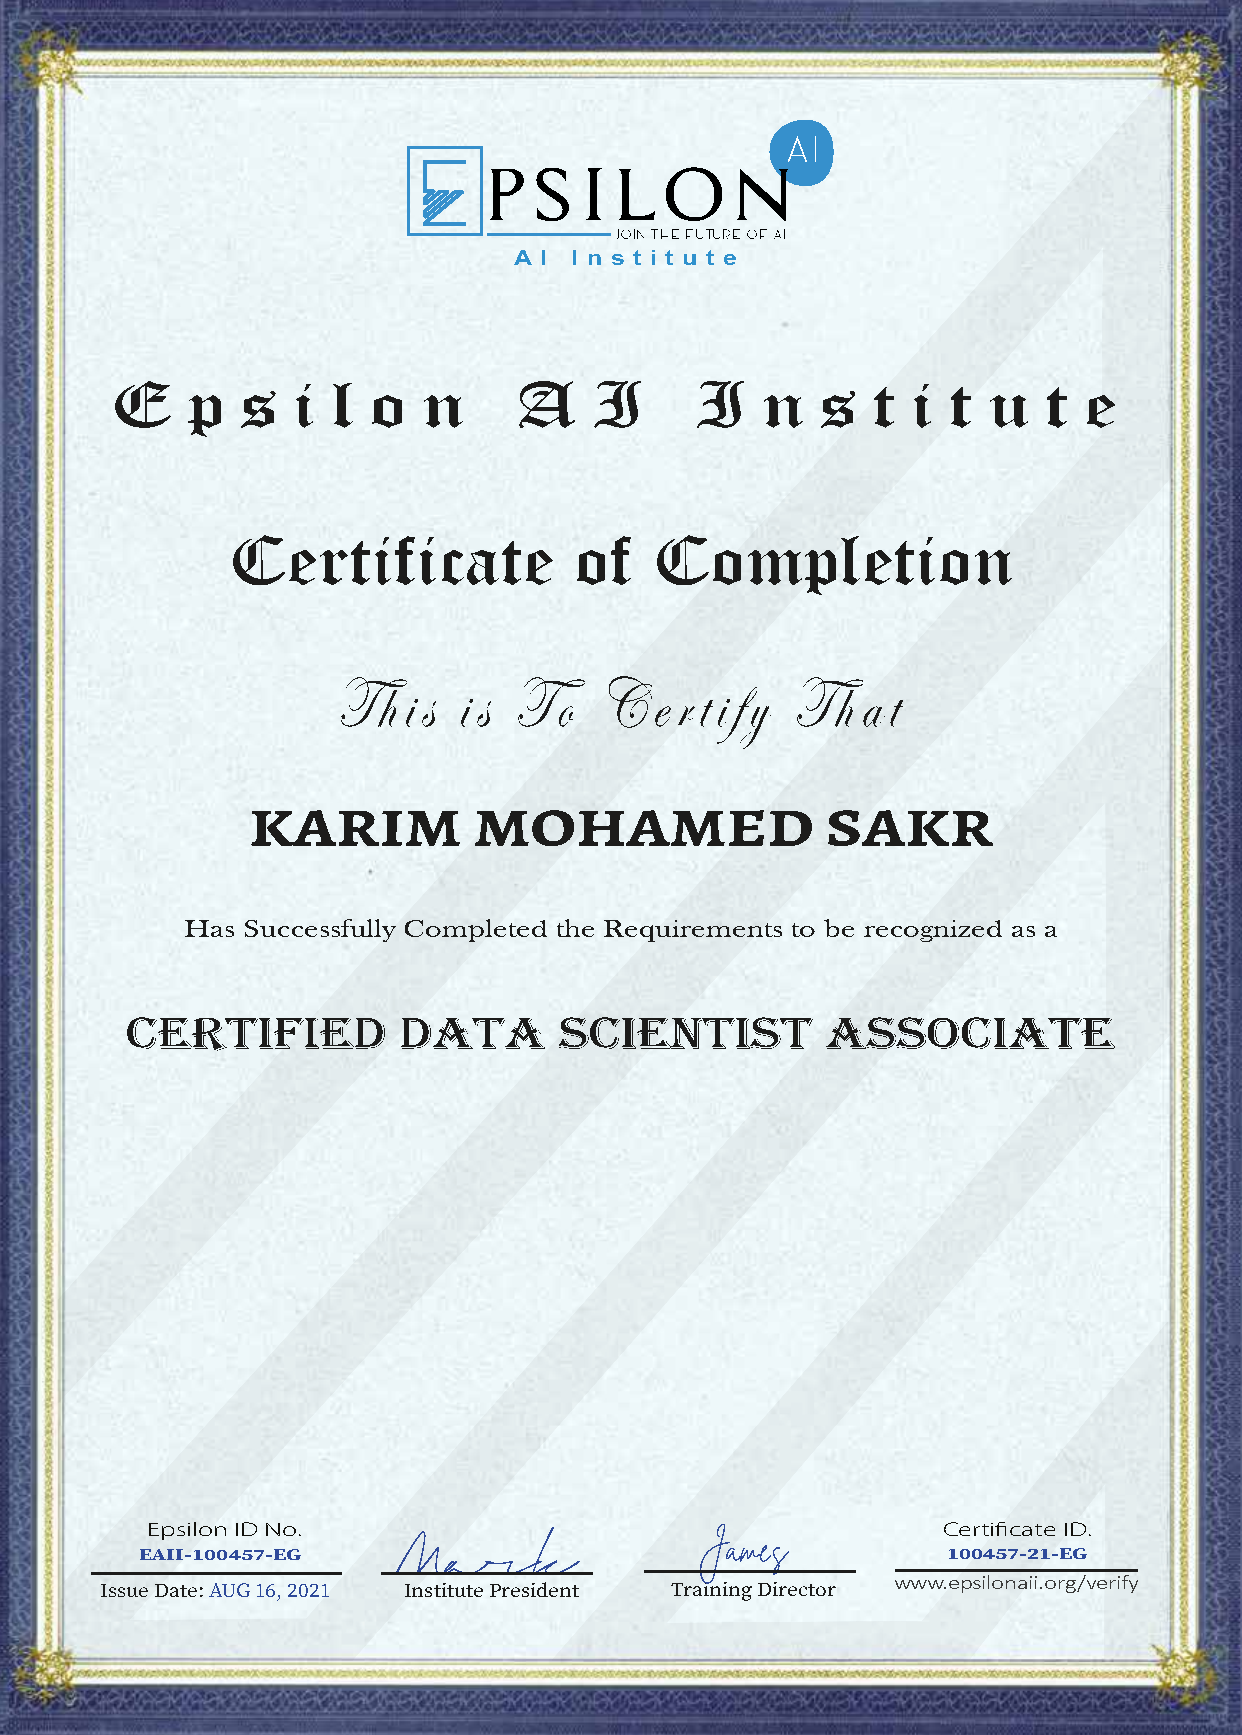 EPSILON AI
JOIN THE FUTURE OF AI
AI Institute
Epsilon AI Institute
Certificate of Completion
This is To Certify That
KARIM MOHAMED SAKR
Has Successfully Completed the Requirements to be recognized as a
CERTIFIED DATA SCIENTIST ASSOCIATE
Epsilon ID No.
EAII-100457-EG
Issue Date: AUG 16, 2021
Mark
Institute President
James
Training Director
Certificate ID.
100457-21-EG
www.epsilonaii.org/verify